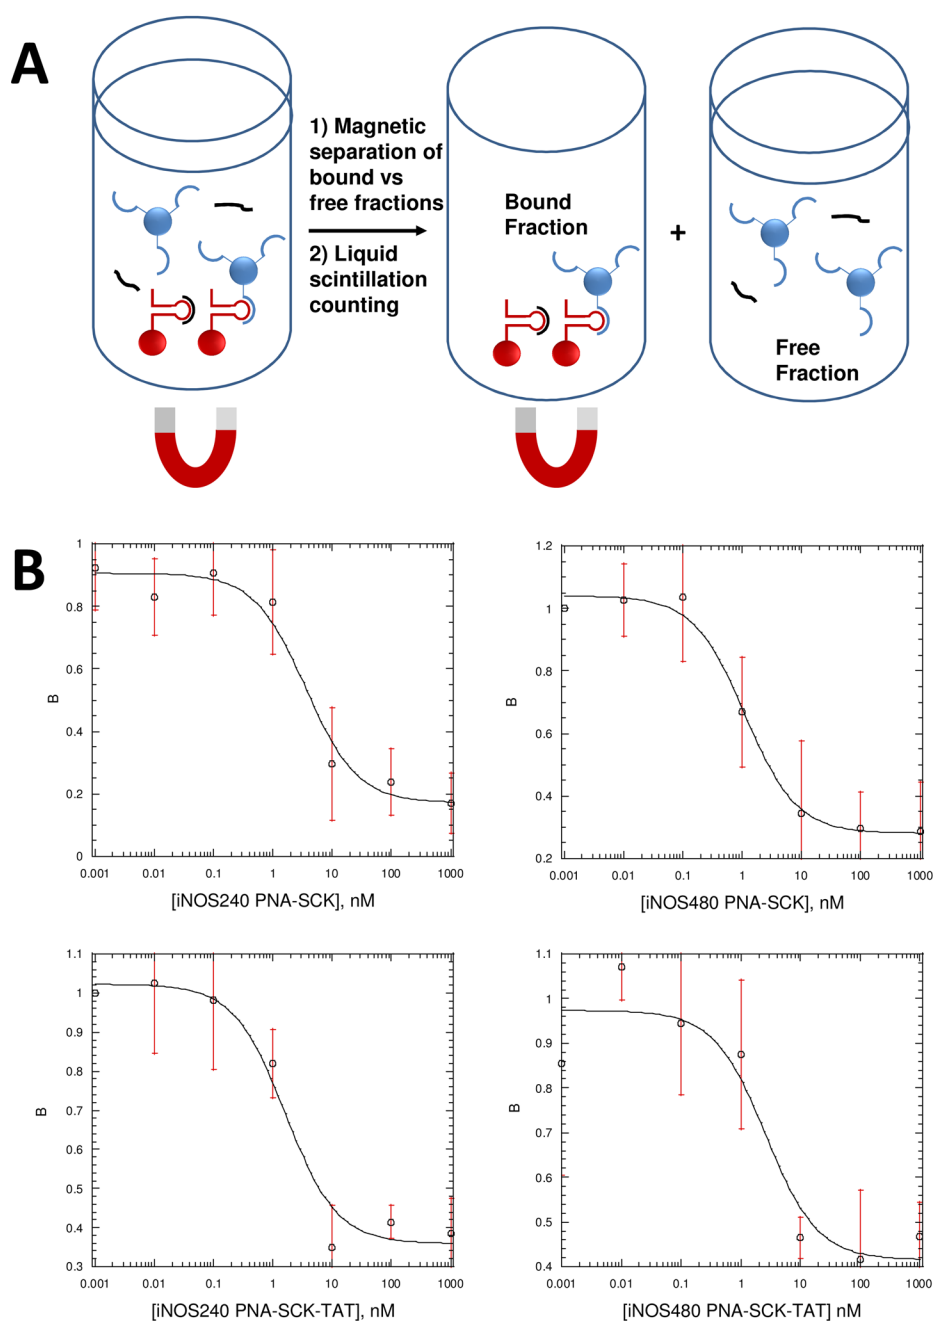 A
1) Magnetic
separation of
bound vs
free fractions
2) Liquid
scintillation
counting
Bound
Fraction
+
Free
Fraction
B
1
0.8
0.6
0.4
0.2
0
B
0.001 0.01 0.1 1 10 100 1000
[iNOS240 PNA-SCK], nM
1.2
1
0.8
0.6
0.4
0.2
B
0.001 0.01 0.1 1 10 100 1000
[iNOS480 PNA-SCK], nM
1.1
1
0.9
0.8
0.7
0.6
0.5
0.4
0.3
B
0.001 0.01 0.1 1 10 100 1000
[iNOS240 PNA-SCK-TAT], nM
1.1
1
0.9
0.8
0.7
0.6
0.5
0.4
B
0.001 0.01 0.1 1 10 100 1000
[iNOS480 PNA-SCK-TAT] nM